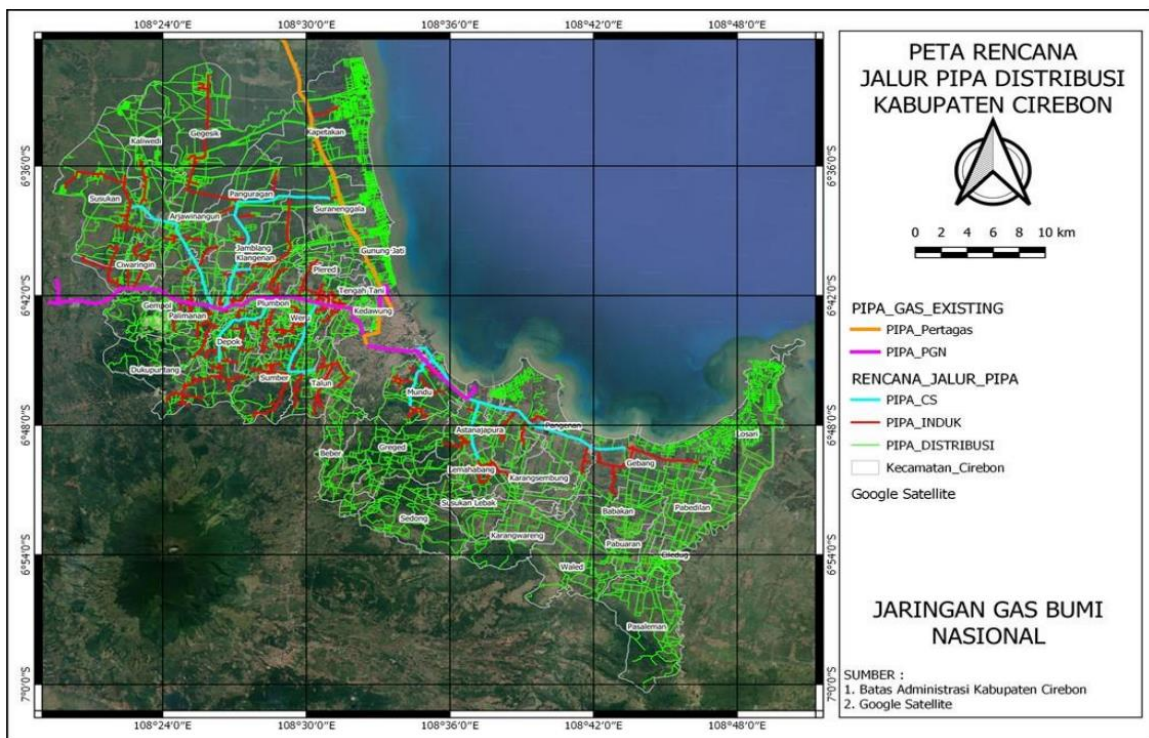 108°24'0"E 108°30'0"E 108°36'0"E 108°42'0"E 108°48'0"E
6°36'0"S
6°42'0"S
6°48'0"S
6°54'0"S
7°0'0"S
Kaliwedi
Gegesik
Kapetakan
Susukan
Panguragan
Arjawinangun
Suranenggala
Jamblang
Klangenan
Gunung Jati
Ciwaringin
Plered
Tengah Tani
Gempol
Plumbon
Palimanan
Weru
Kedawung
Depok
Dukupuntang
Sumber
Talun
Mundu
Astanajapura
Pangenan
Losari
Beber
Greged
Lemahabang
Gebang
Karangsembung
Susukan Lebak
Babakan
Pabedilan
Sedong
Karangwareng
Pabuaran
Ciledug
Waled
Pasaleman
6°36'0"S
6°42'0"S
6°48'0"S
6°54'0"S
7°0'0"S
108°24'0"E 108°30'0"E 108°36'0"E 108°42'0"E 108°48'0"E
PETA RENCANA
JALUR PIPA DISTRIBUSI
KABUPATEN CIREBON
0 5 10 km
PIPA_GAS_EXISTING
PIPA_Pertagas
PIPA_PGN
RENCANA_JALUR_PIPA
PIPA_CS
PIPA_INDUK
PIPA_DISTRIBUSI
Kecamatan_Cirebon
Google Satellite
JARINGAN GAS BUMI
NASIONAL
SUMBER :
1. Batas Administrasi Kabupaten Cirebon
2. Google Satellite